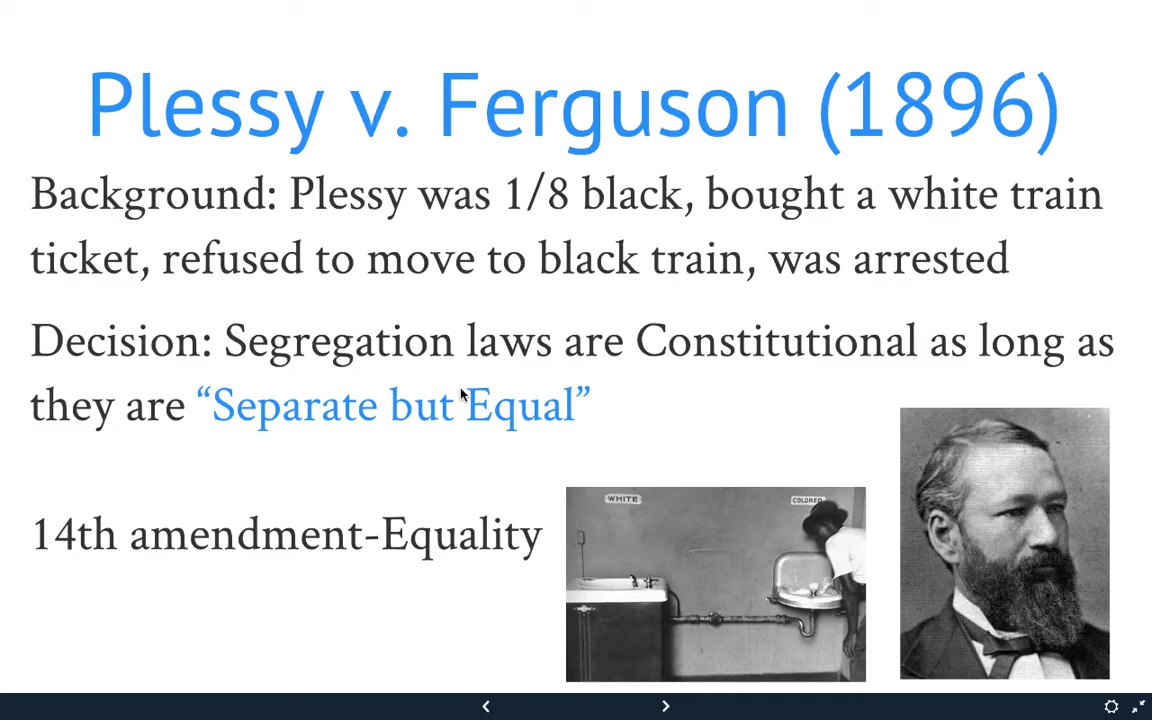 Plessy v. Ferguson (1896)
Background: Plessy was 1/8 black, bought a white train
ticket, refused to move to black train, was arrested
Decision: Segregation laws are Constitutional as long as
they are “Separate but Equal”
14th amendment-Equality
WHITE
COLORED